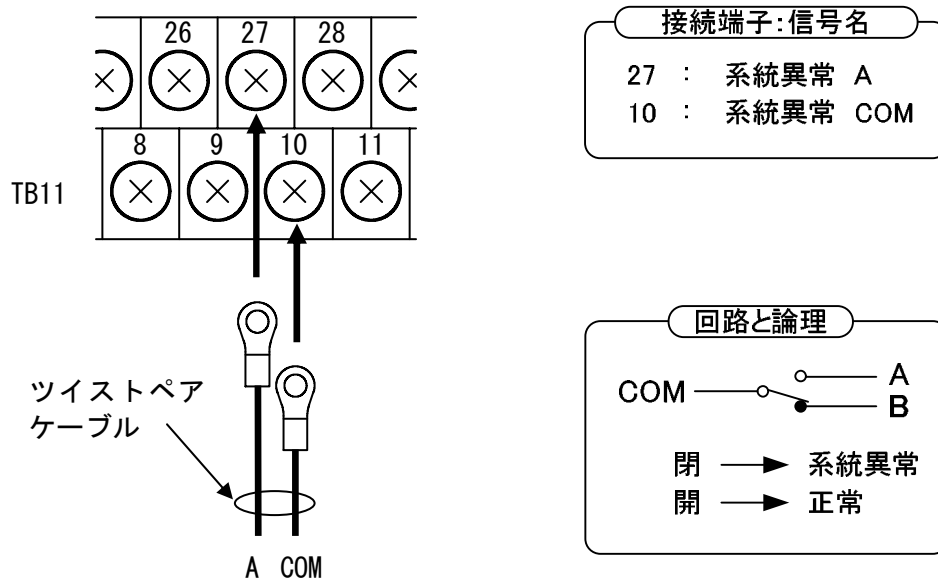 26 27 28
8 9 10 11
TB11
ツイストペア
ケーブル
A COM
接続端子:信号名
27 : 系統異常 A
10 : 系統異常 COM
回路と論理
COM A
B
閉 系統異常
開 正常